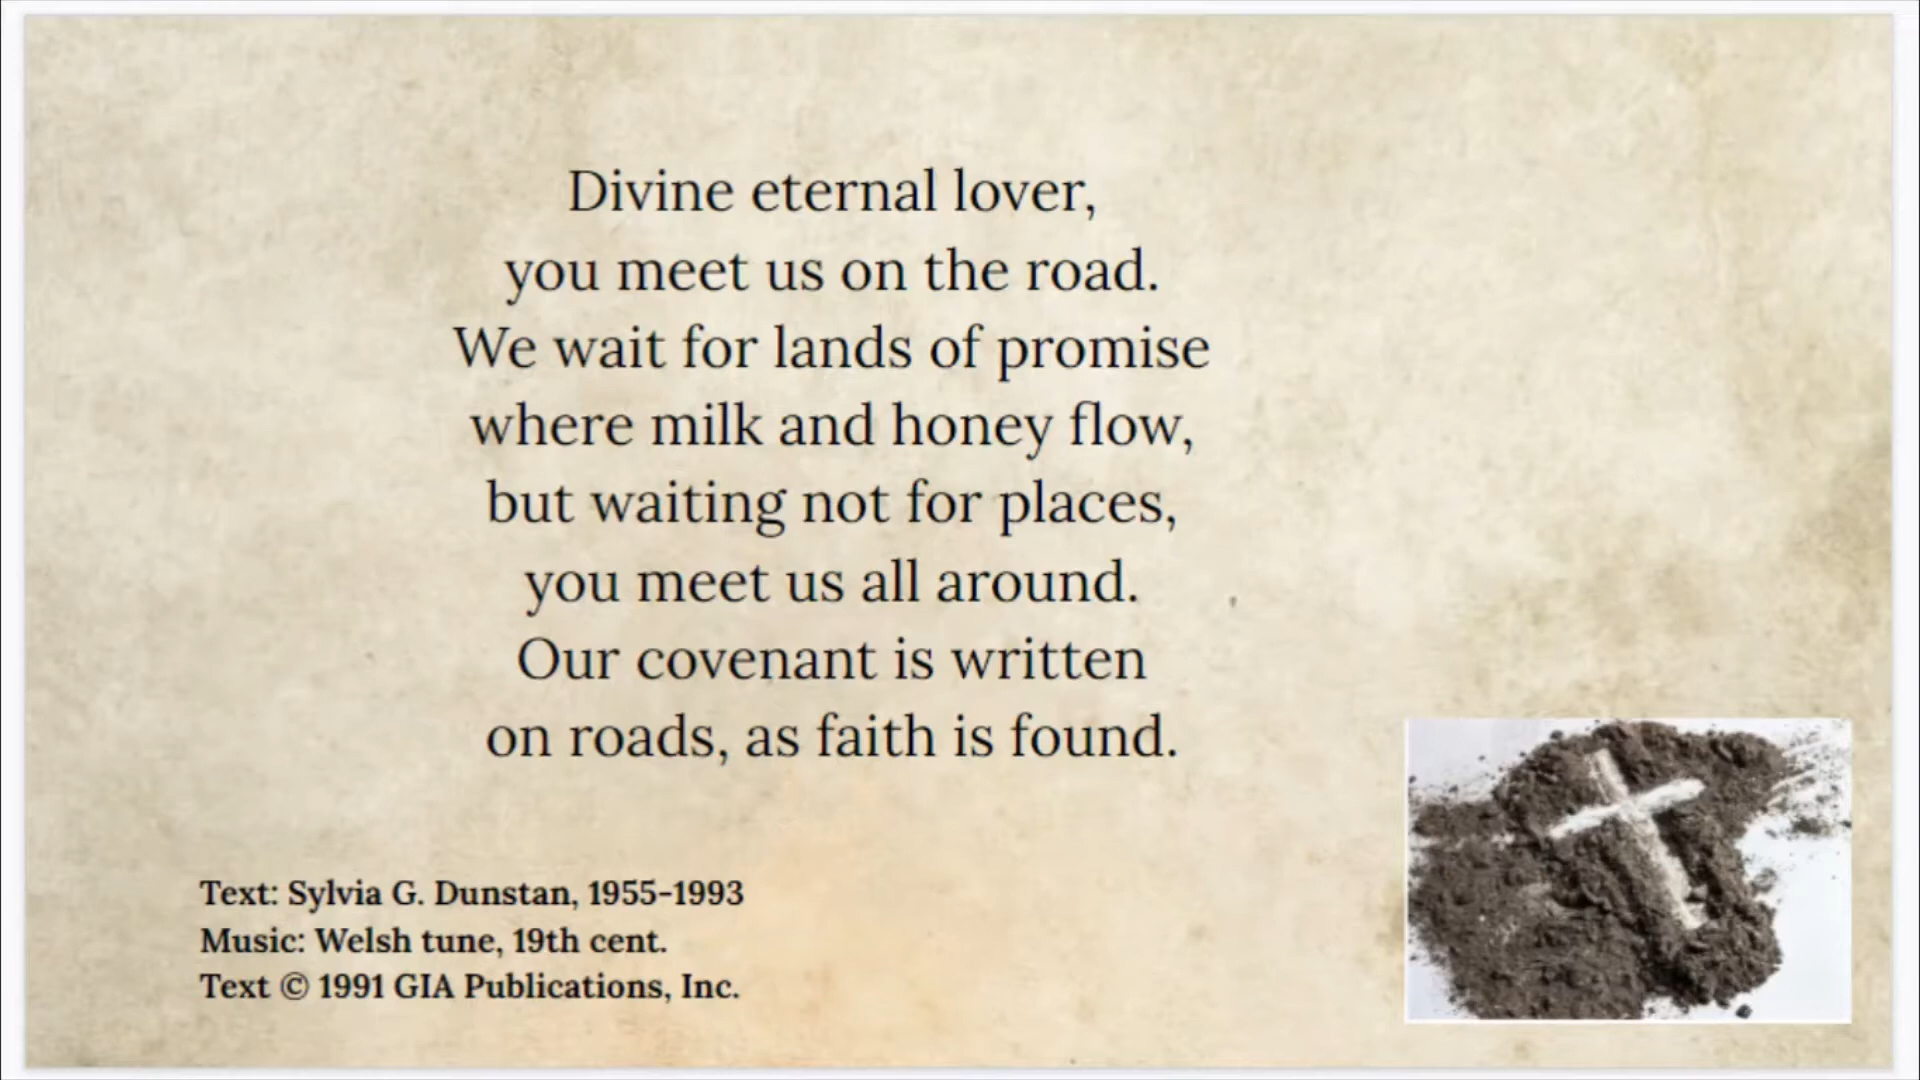 Divine eternal lover,
you meet us on the road.
We wait for lands of promise
where milk and honey flow,
but waiting not for places,
you meet us all around.
Our covenant is written
on roads, as faith is found.
Text: Sylvia G. Dunstan, 1955-1993
Music: Welsh tune, 19th cent.
Text © 1991 GIA Publications, Inc.